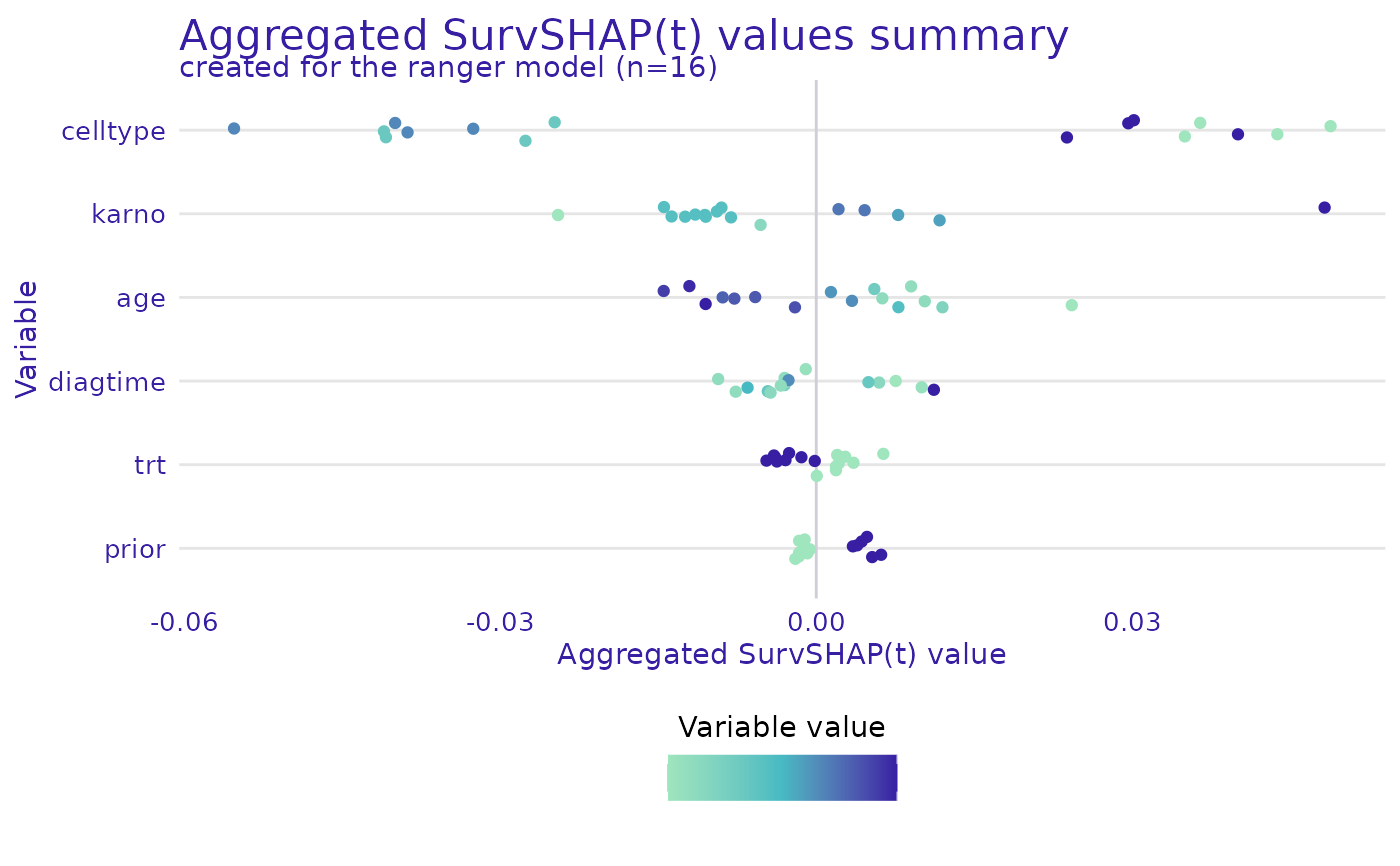 Aggregated SurvSHAP(t) values summary
created for the ranger model (n=16)
Variable
celltype
karno
age
diagtime
trt
prior
-0.06 -0.03 0.00 0.03
Aggregated SurvSHAP(t) value
Variable value